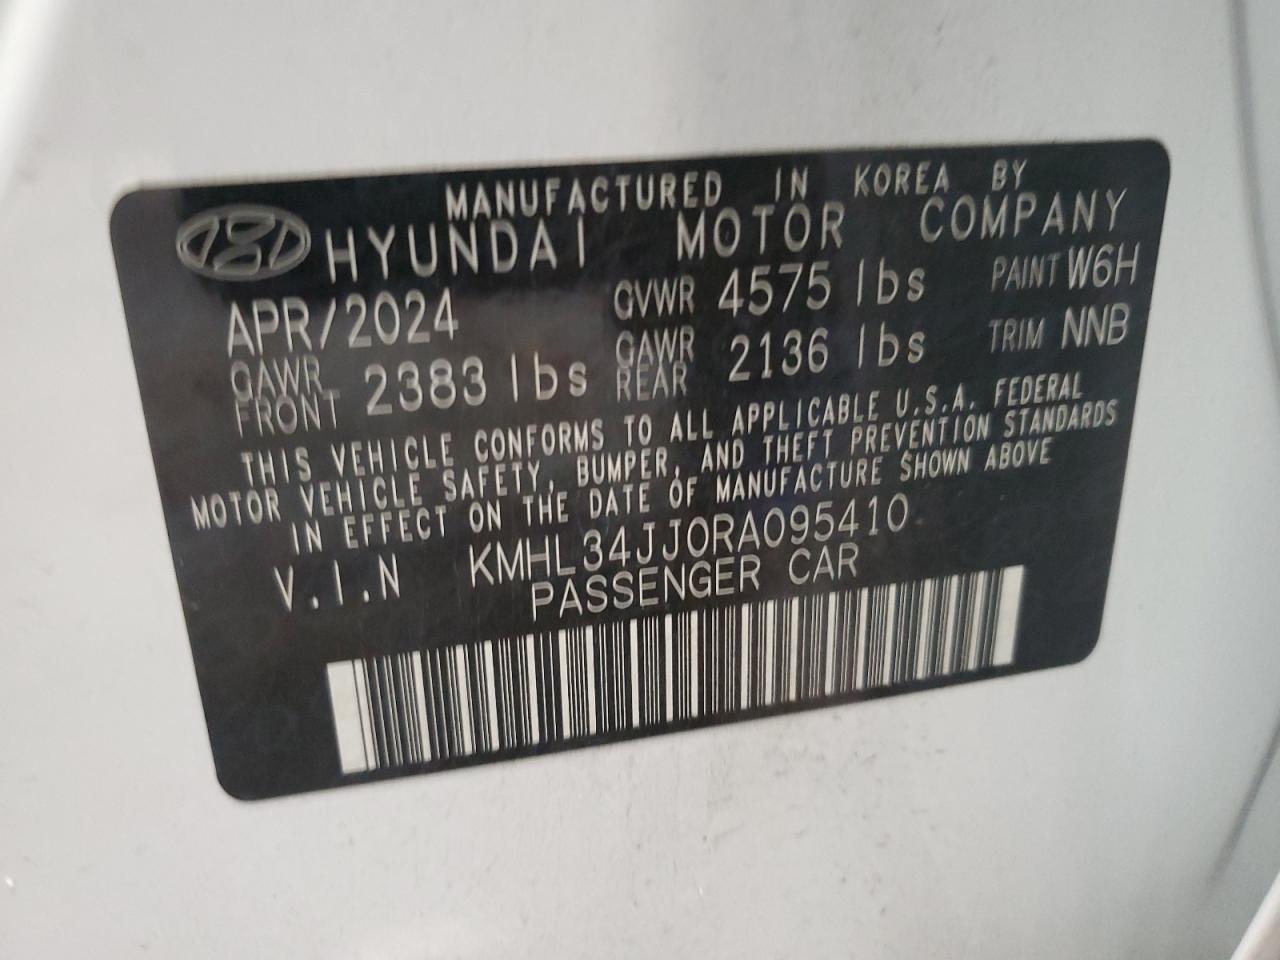 MANUFACTURED IN KOREA BY
HYUNDAI MOTOR COMPANY
APR/2024 GVWR 4575 lbs PAINT W6H
GAWR FRONT 2383 lbs GAWR REAR 2136 lbs TRIM NNB
THIS VEHICLE CONFORMS TO ALL APPLICABLE U.S.A. FEDERAL
MOTOR VEHICLE SAFETY, BUMPER, AND THEFT PREVENTION STANDARDS
IN EFFECT ON THE DATE OF MANUFACTURE SHOWN ABOVE
V.I.N KMHL34JJ0RA095410
PASSENGER CAR